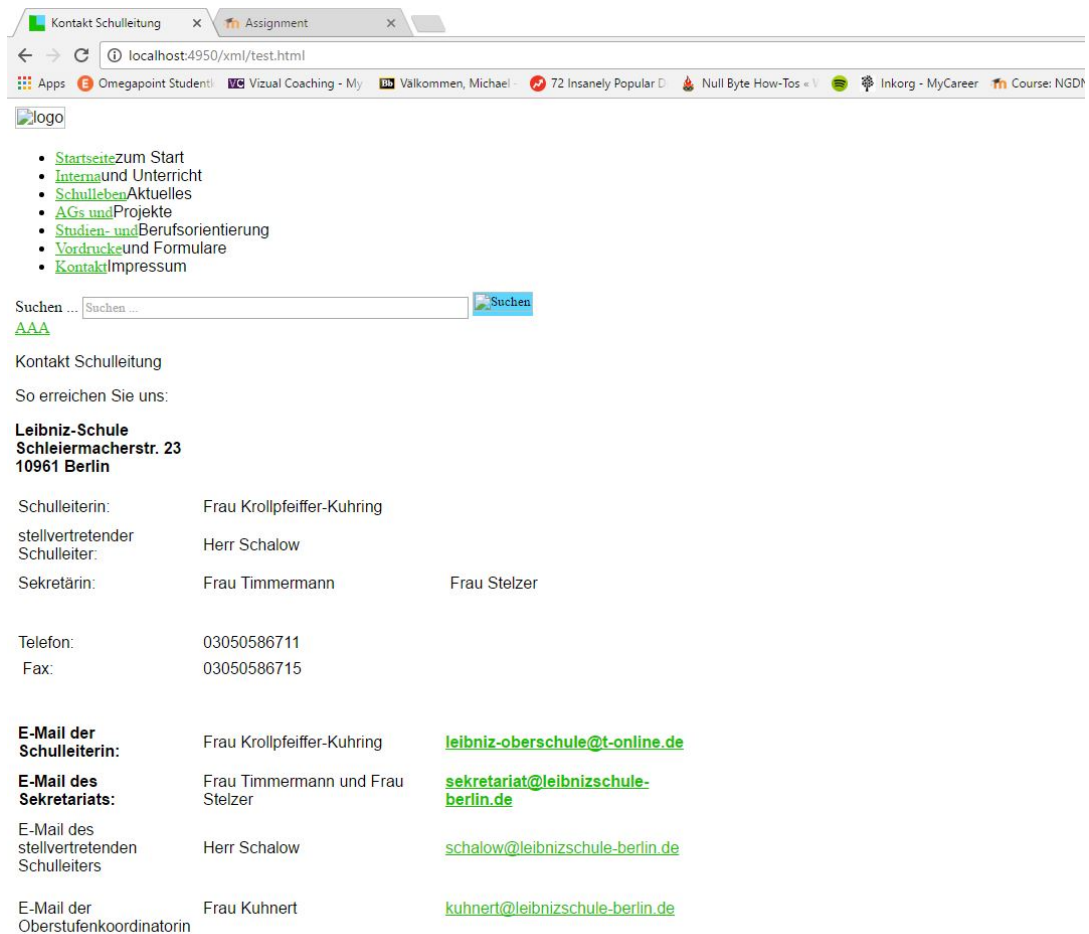 Kontakt Schulleitung Assignment
localhost:4950/xml/test.html
Apps Omegapoint Studentl Vizual Coaching - My Välkommen, Michael - 72 Insanely Popular D Null Byte How-Tos « Inkorg - MyCareer Course: NGDN
logo
Startseitezum Start
Internaund Unterricht
SchullebenAktuelles
AGs undProjekte
Studien- undBerufsorientierung
Vordruckeund Formulare
KontaktImpressum
Suchen ... Suchen ... Suchen
AAA
Kontakt Schulleitung
So erreichen Sie uns:
Leibniz-Schule
Schleiermacherstr. 23
10961 Berlin
Schulleiterin: Frau Krollpfeiffer-Kuhring
stellvertretender
Schulleiter: Herr Schalow
Sekretärin: Frau Timmermann Frau Stelzer
Telefon: 03050586711
Fax: 03050586715
E-Mail der
Schulleiterin: Frau Krollpfeiffer-Kuhring leibniz-oberschule@t-online.de
E-Mail des Frau Timmermann und Frau sekretariat@leibnizschule-
Sekretariats: Stelzer berlin.de
E-Mail des
stellvertretenden Herr Schalow schalow@leibnizschule-berlin.de
Schulleiters
E-Mail der Frau Kuhnert kuhnert@leibnizschule-berlin.de
Oberstufenkoordinatorin